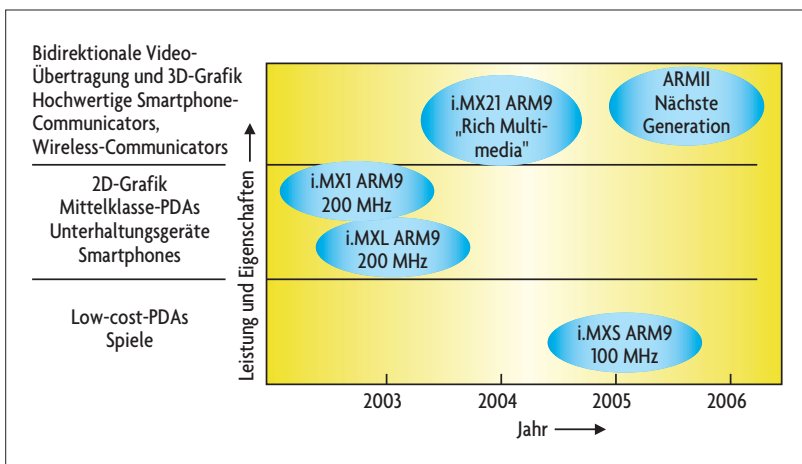 Bidirektionale Video-
Übertragung und 3D-Grafik
Hochwertige Smartphone-
Communicators,
Wireless-Communicators
2D-Grafik
Mittelklasse-PDAs
Unterhaltungsgeräte
Smartphones
Low-cost-PDAs
Spiele
Leistung und Eigenschaften
i.MX21 ARM9
"Rich Multi-
media"
ARMII
Nächste
Generation
i.MX1 ARM9
200 MHz
i.MXL ARM9
200 MHz
i.MXS ARM9
100 MHz
2003 2004 2005 2006
Jahr